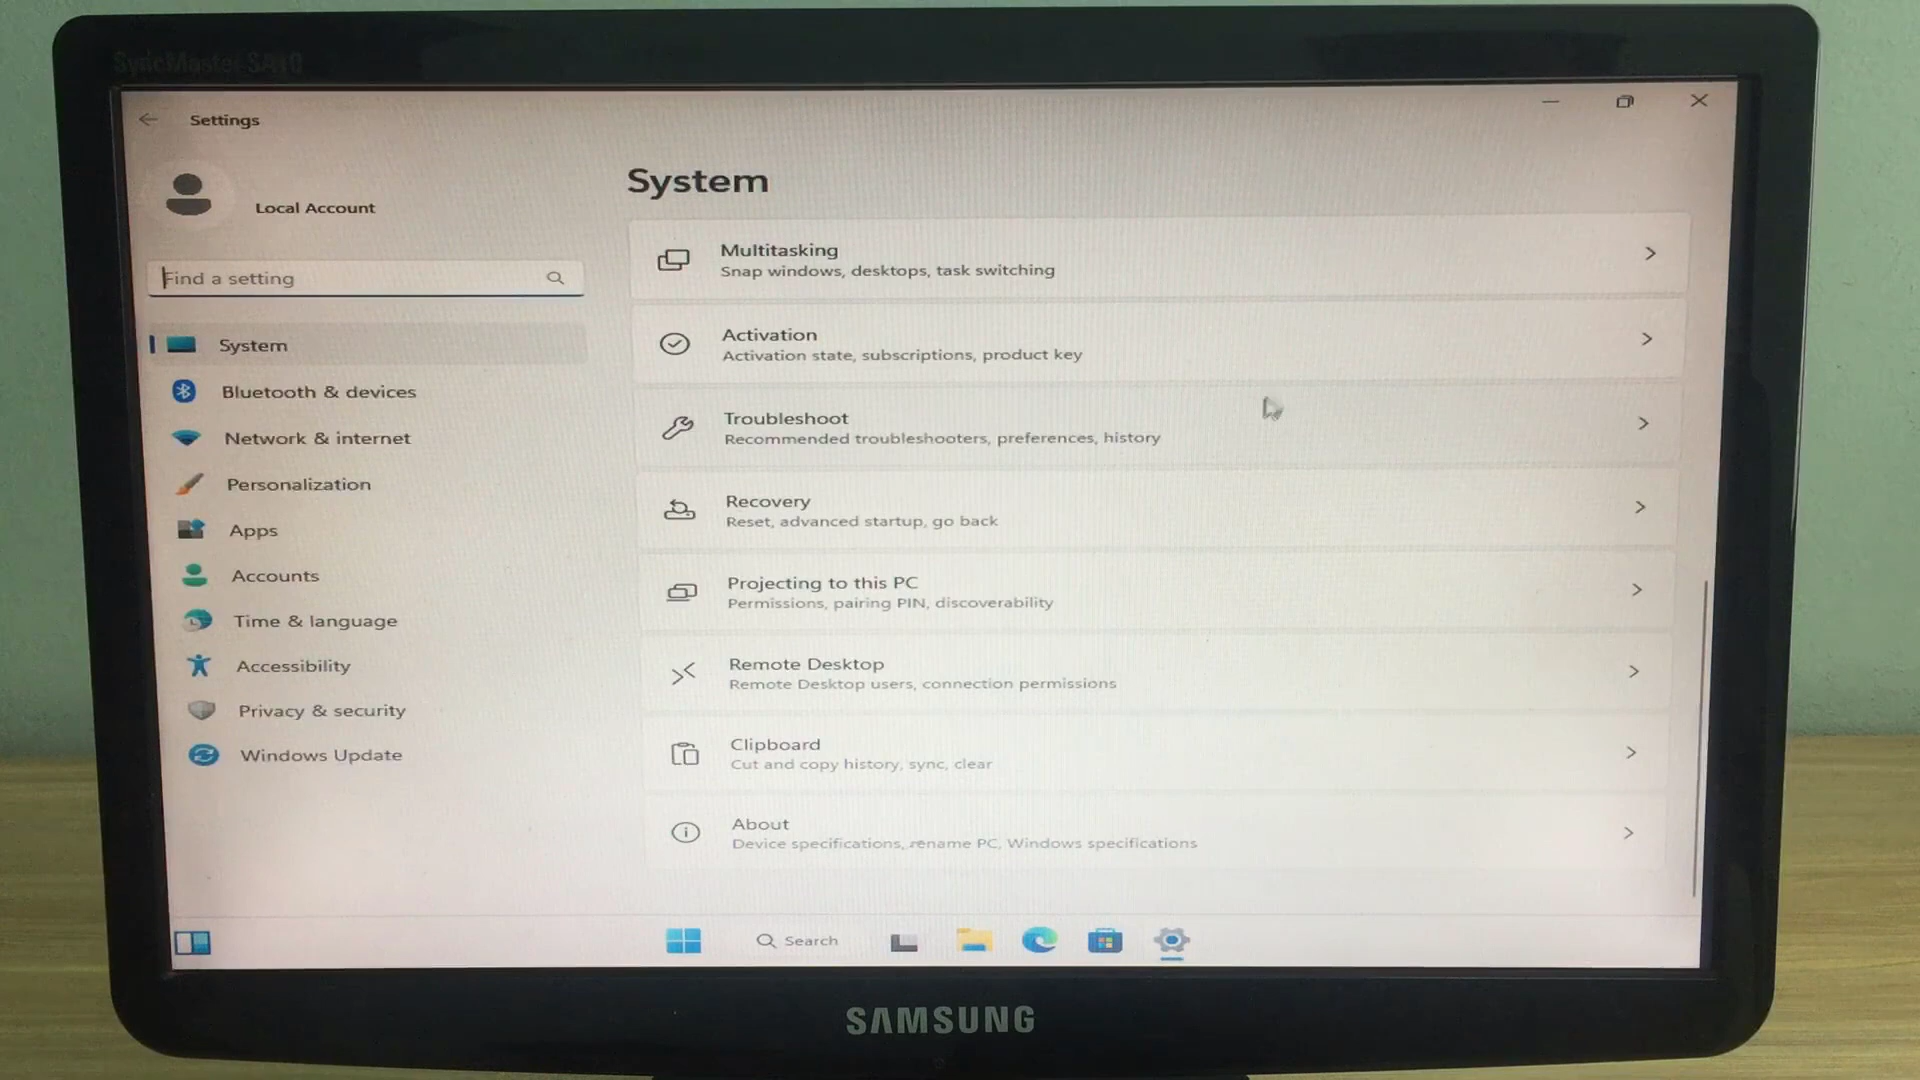 SyncMaster SA10
Settings
Local Account
Find a setting
System
Bluetooth & devices
Network & internet
Personalization
Apps
Accounts
Time & language
Accessibility
Privacy & security
Windows Update
System
Multitasking
Snap windows, desktops, task switching
Activation
Activation state, subscriptions, product key
Troubleshoot
Recommended troubleshooters, preferences, history
Recovery
Reset, advanced startup, go back
Projecting to this PC
Permissions, pairing PIN, discoverability
Remote Desktop
Remote Desktop users, connection permissions
Clipboard
Cut and copy history, sync, clear
About
Device specifications, rename PC, Windows specifications
Search
SAMSUNG